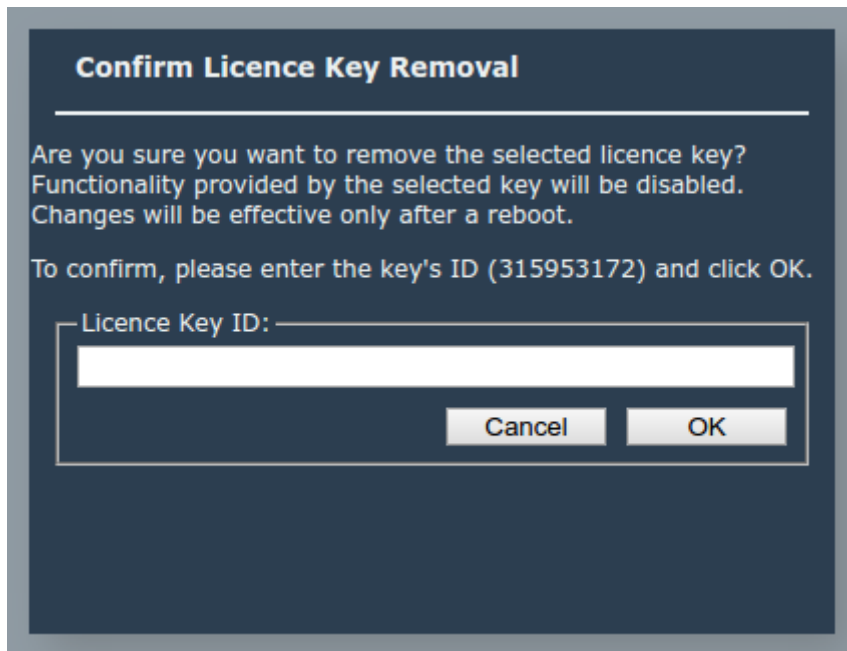 Confirm Licence Key Removal
Are you sure you want to remove the selected licence key?
Functionality provided by the selected key will be disabled.
Changes will be effective only after a reboot.
To confirm, please enter the key's ID (315953172) and click OK.
Licence Key ID:
Cancel OK